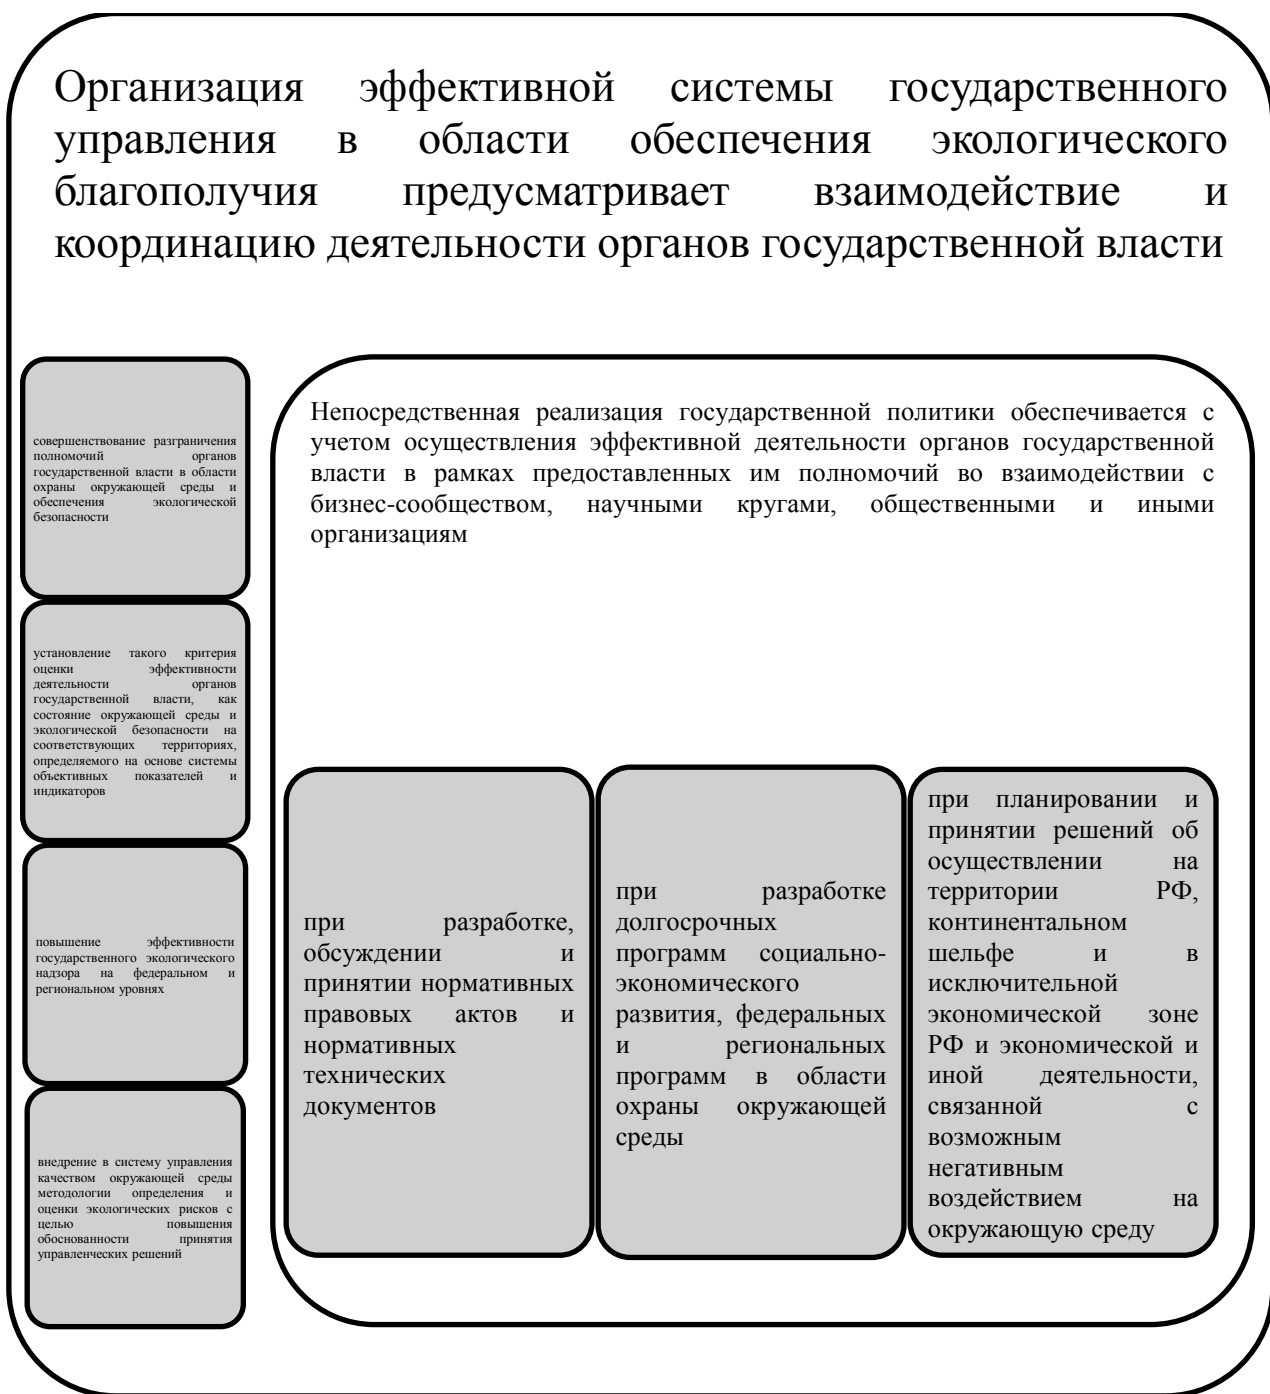 Организация эффективной системы государственного
управления в области обеспечения экологического
благополучия предусматривает взаимодействие и
координацию деятельности органов государственной власти
совершенствование разграничения
полномочий органов
государственной власти в области
охраны окружающей среды и
обеспечения экологической
безопасности
установление такого критерия
оценки эффективности
деятельности органов
государственной власти, как
состояние окружающей среды и
экологической безопасности на
соответствующих территориях,
определяемого на основе системы
объективных показателей и
индикаторов
повышение эффективности
государственного экологического
надзора на федеральном и
региональном уровнях
внедрение в систему управления
качеством окружающей среды
методологии определения и
оценки экологических рисков с
целью повышения
обоснованности принятия
управленческих решений
Непосредственная реализация государственной политики обеспечивается с
учетом осуществления эффективной деятельности органов государственной
власти в рамках предоставленных им полномочий во взаимодействии с
бизнес-сообществом, научными кругами, общественными и иными
организациям
при разработке,
обсуждении и
принятии нормативных
правовых актов и
нормативных
технических
документов
при разработке
долгосрочных
программ социально-
экономического
развития, федеральных
и региональных
программ в области
охраны окружающей
среды
при планировании и
принятии решений об
осуществлении на
территории РФ,
континентальном
шельфе и в
исключительной
экономической зоне
РФ и экономической и
иной деятельности,
связанной с
возможным
негативным
воздействием на
окружающую среду